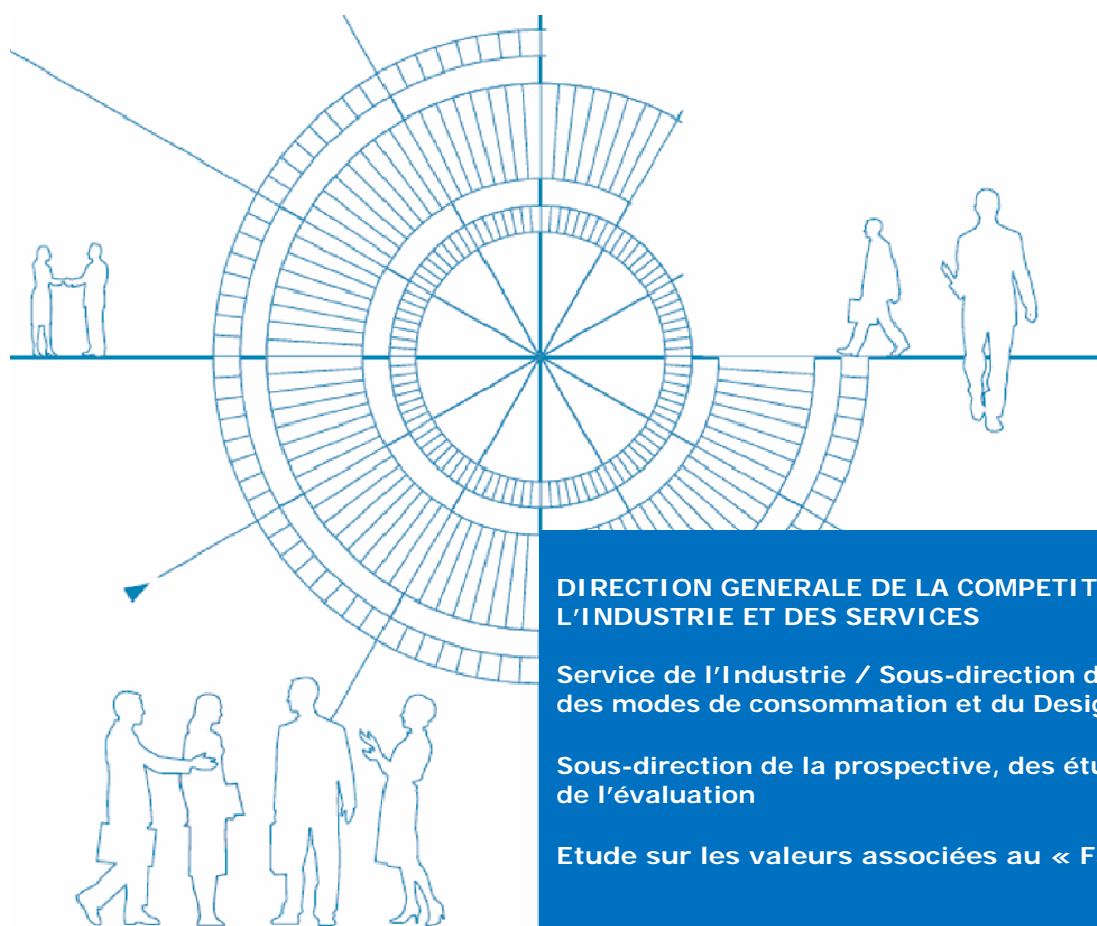 DIRECTION GENERALE DE LA COMPETIT
L'INDUSTRIE ET DES SERVICES
Service de l'Industrie / Sous-direction d
des modes de consommation et du Desig
Sous-direction de la prospective, des étu
de l'évaluation
Etude sur les valeurs associées au « F